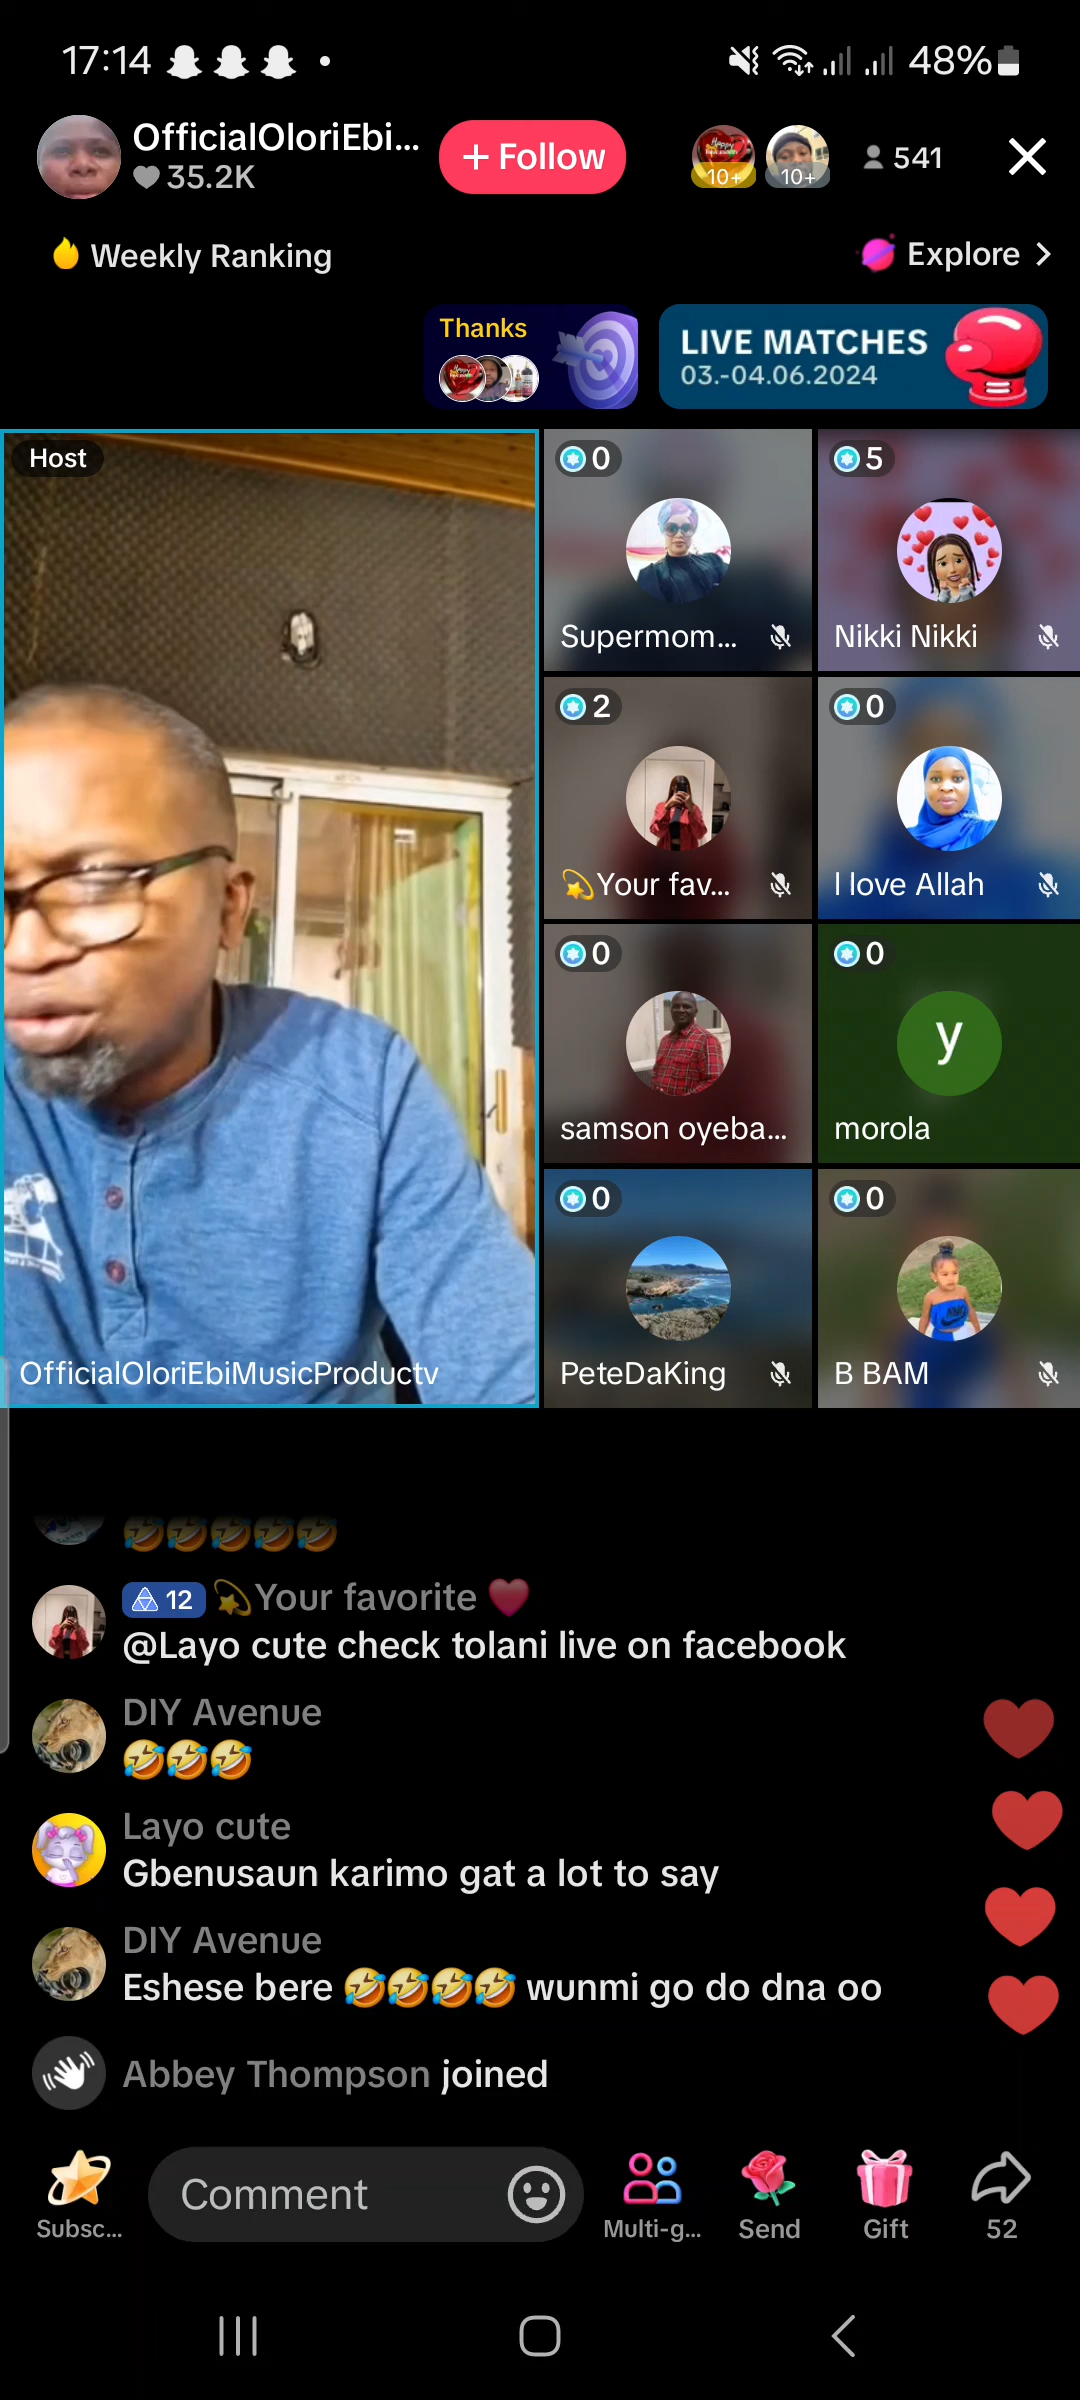 17:14
48%
OfficialOloriEbi...
35.2K
+ Follow
10+
10+
541
Weekly Ranking
Explore
Thanks
LIVE MATCHES
03.-04.06.2024
Host
OfficialOloriEbiMusicProductv
0
Supermom...
5
Nikki Nikki
2
💫Your fav...
0
I love Allah
0
samson oyeba...
0
y
morola
0
PeteDaKing
0
B BAM
🤣🤣🤣🤣🤣
12 💫Your favorite ❤️
@Layo cute check tolani live on facebook
DIY Avenue
🤣🤣🤣
Layo cute
Gbenusaun karimo gat a lot to say
DIY Avenue
Eshese bere 🤣🤣🤣🤣 wunmi go do dna oo
Abbey Thompson joined
Comment
Subsc...
Multi-g...
Send
Gift
52